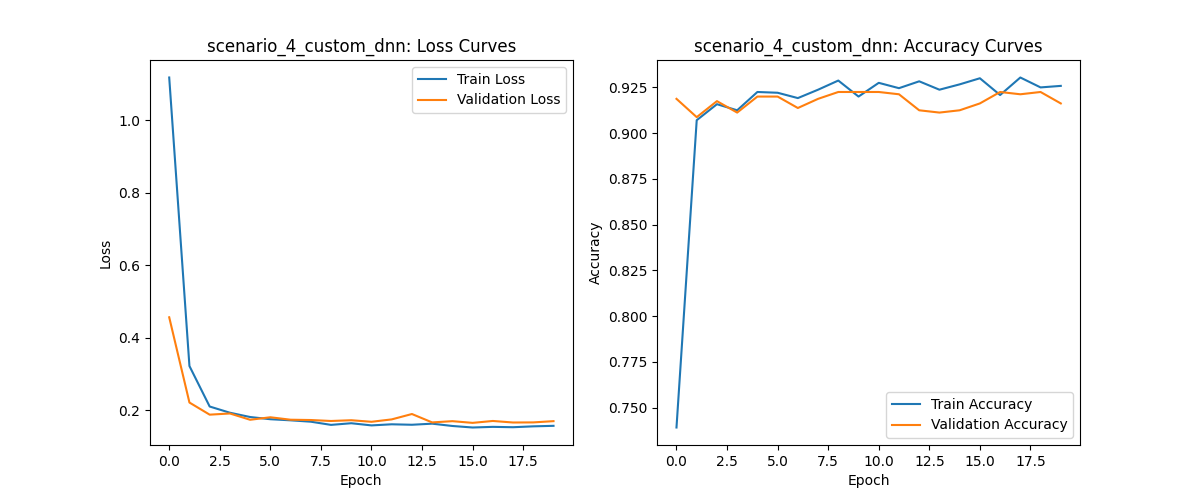 scenario_4_custom_dnn: Loss Curves
Train Loss
Validation Loss
1.0
0.8
0.6
0.4
0.2
Loss
0.0 2.5 5.0 7.5 10.0 12.5 15.0 17.5
Epoch
scenario_4_custom_dnn: Accuracy Curves
0.925
0.900
0.875
0.850
0.825
0.800
0.775
0.750
Accuracy
Train Accuracy
Validation Accuracy
0.0 2.5 5.0 7.5 10.0 12.5 15.0 17.5
Epoch